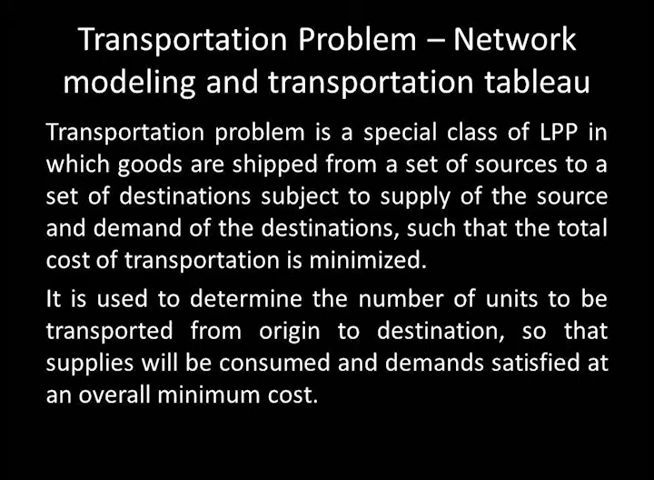 Transportation Problem – Network
modeling and transportation tableau
Transportation problem is a special class of LPP in
which goods are shipped from a set of sources to a
set of destinations subject to supply of the source
and demand of the destinations, such that the total
cost of transportation is minimized.
It is used to determine the number of units to be
transported from origin to destination, so that
supplies will be consumed and demands satisfied at
an overall minimum cost.